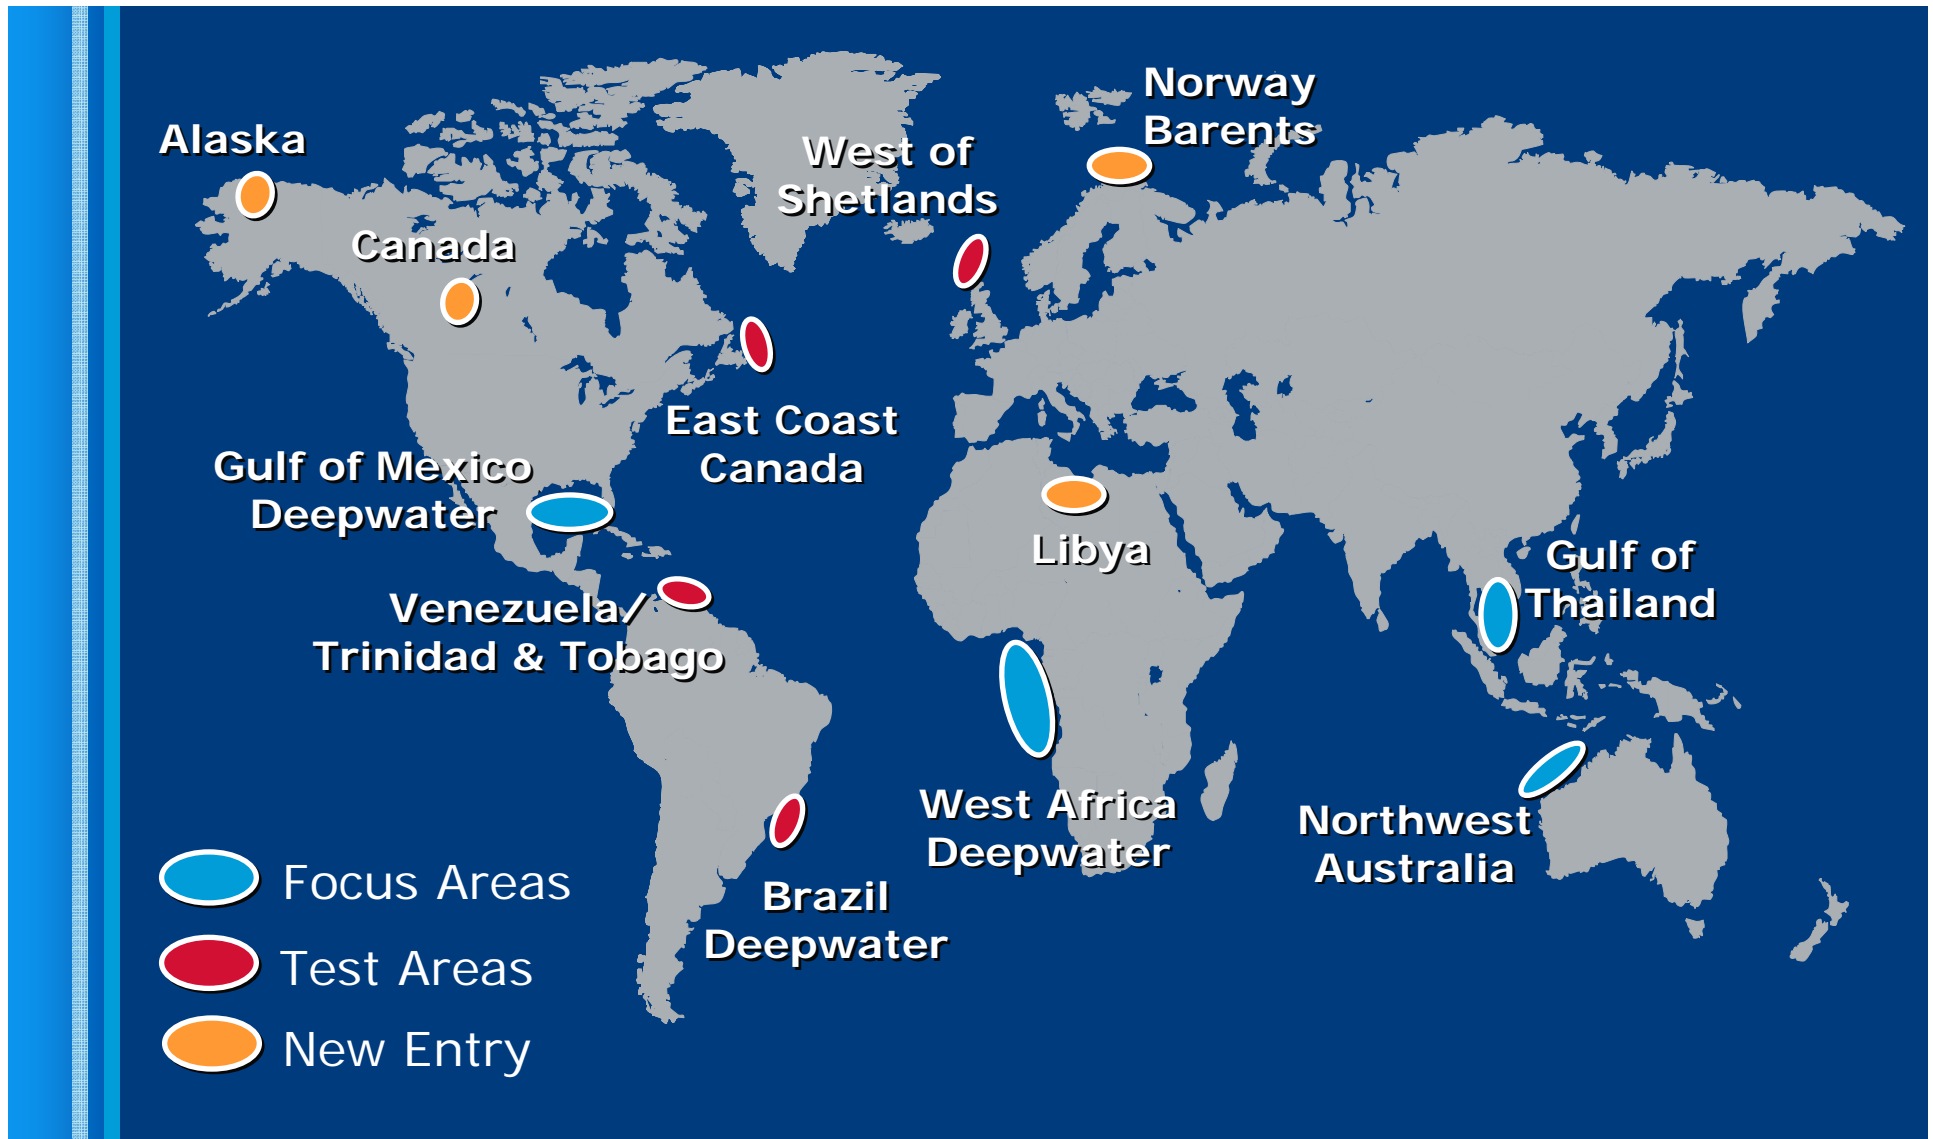 Norway
Barents
Alaska
West of
Shetlands
Canada
East Coast
Canada
Gulf of Mexico
Deepwater
Libya
Gulf of
Thailand
Venezuela/
Trinidad & Tobago
West Africa
Deepwater
Northwest
Australia
Brazil
Deepwater
Focus Areas
Test Areas
New Entry